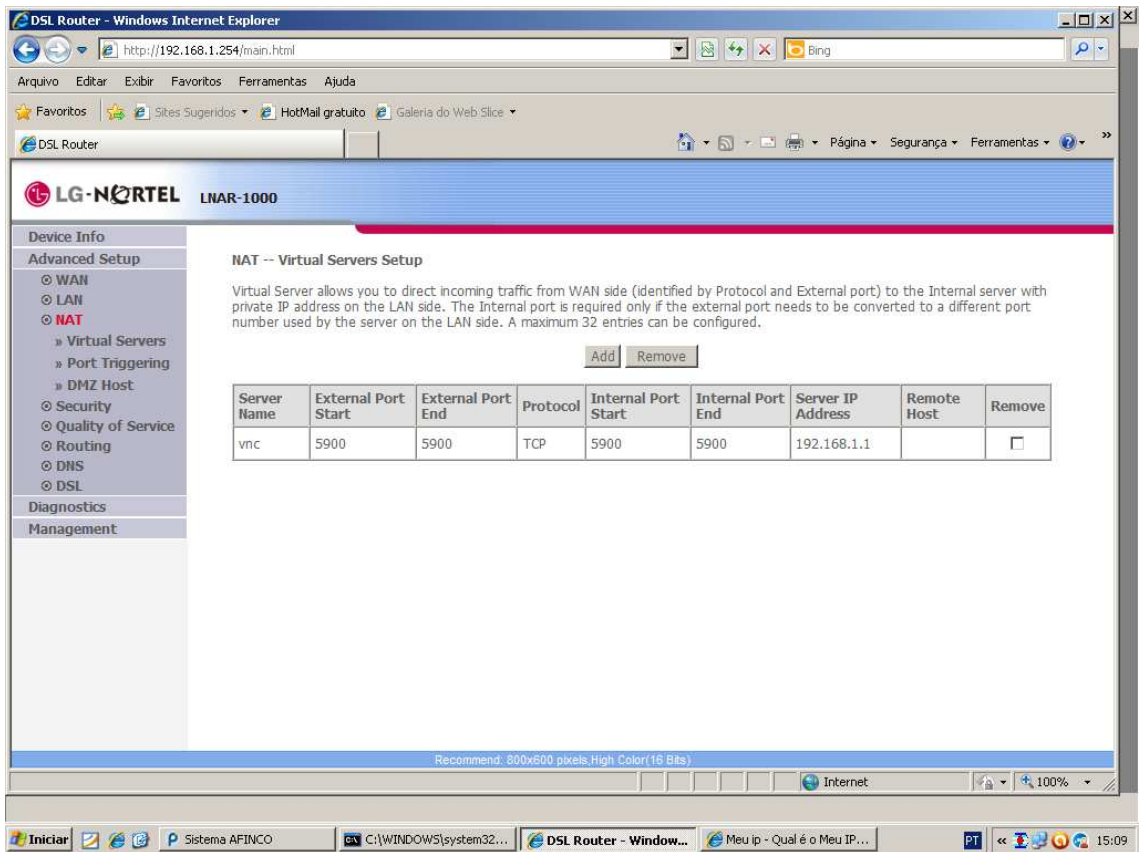 DSL Router - Windows Internet Explorer
http://192.168.1.254/main.html
Bing
Arquivo Editar Exibir Favoritos Ferramentas Ajuda
Favoritos Sites Sugeridos HotMail gratuito Galeria do Web Slice
DSL Router
Página Segurança Ferramentas »
LG-NORTEL LNAR-1000
Device Info
Advanced Setup
WAN
LAN
NAT
» Virtual Servers
» Port Triggering
» DMZ Host
Security
Quality of Service
Routing
DNS
DSL
Diagnostics
Management
NAT -- Virtual Servers Setup
Virtual Server allows you to direct incoming traffic from WAN side (identified by Protocol and External port) to the Internal server with
private IP address on the LAN side. The Internal port is required only if the external port needs to be converted to a different port
number used by the server on the LAN side. A maximum 32 entries can be configured.
Add Remove
Server Name External Port Start External Port End Protocol Internal Port Start Internal Port End Server IP Address Remote Host Remove
vnc 5900 5900 TCP 5900 5900 192.168.1.1
Recommend: 800x600 pixels,High Color(16 Bits)
Internet 100%
Iniciar Sistema AFINCO C:\WINDOWS\system32... DSL Router - Window... Meu ip - Qual é o Meu IP... PT « 15:09